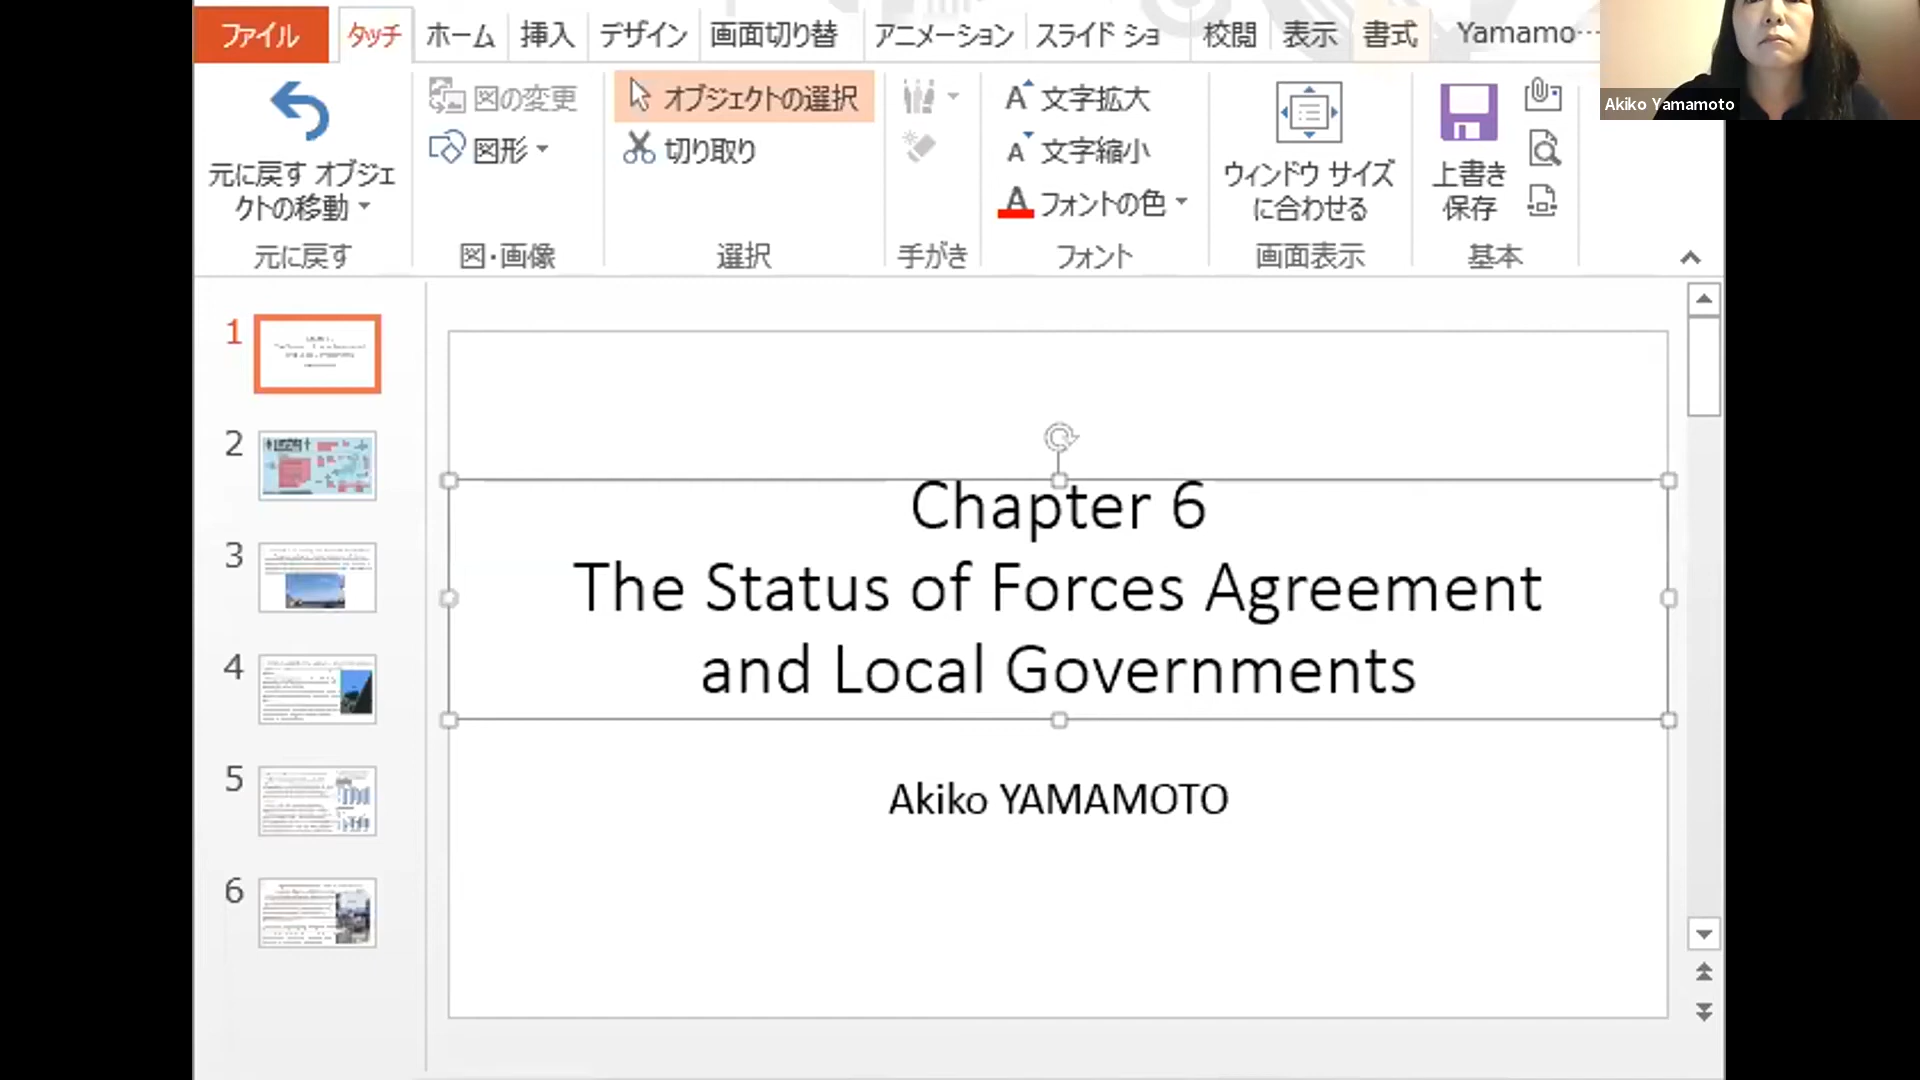 ファイル タッチ ホーム 挿入 デザイン 画面切り替 アニメーション スライド ショ 校閲 表示 書式 Yamamo…
Akiko Yamamoto
元に戻す オブジェ
クトの移動
元に戻す
図の変更
図形
図・画像
オブジェクトの選択
切り取り
選択
手がき
文字拡大
文字縮小
フォントの色
フォント
ウィンドウ サイズ
に合わせる
画面表示
上書き
保存
基本
1
2
3
4
5
6
Chapter 6
The Status of Forces Agreement
and Local Governments
Akiko YAMAMOTO